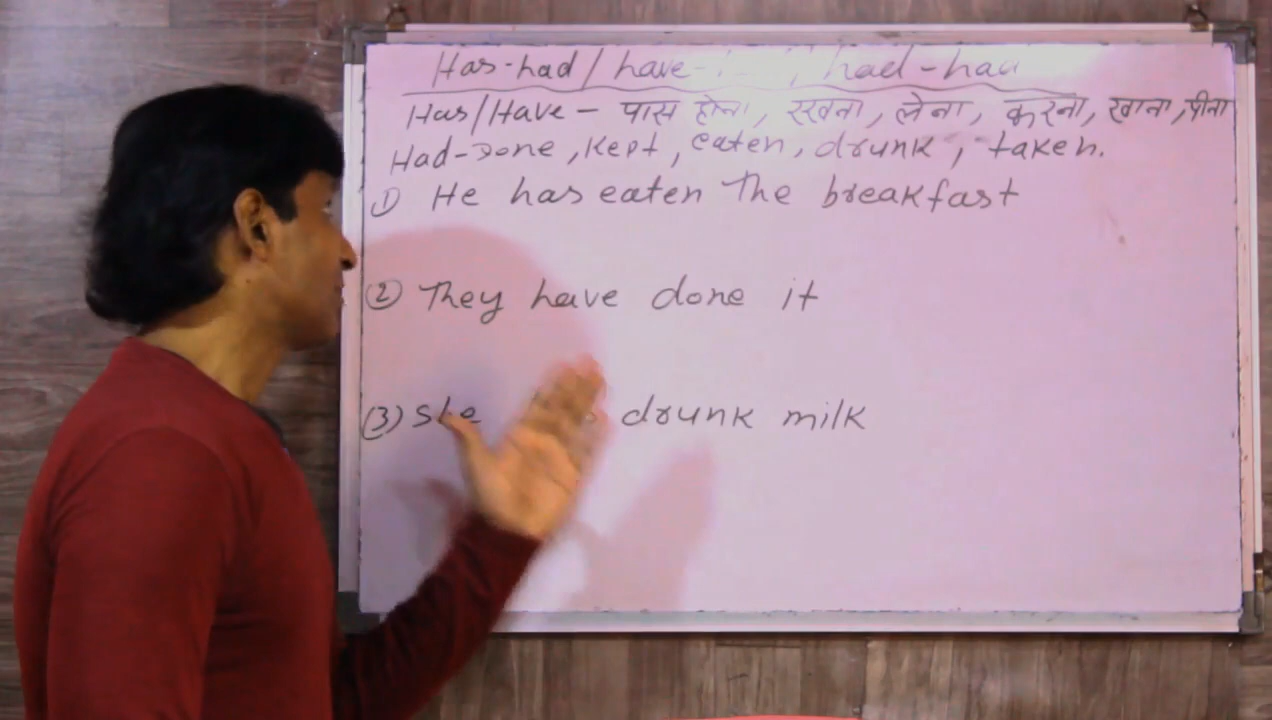 Has-had / have- , had-had
Has/Have - पास होना, रखना, लेना, करना, खाना, पीना
Had-Done, Kept, eaten, drunk, taken.
① He has eaten The breakfast
② They have done it
(3) She drunk milk